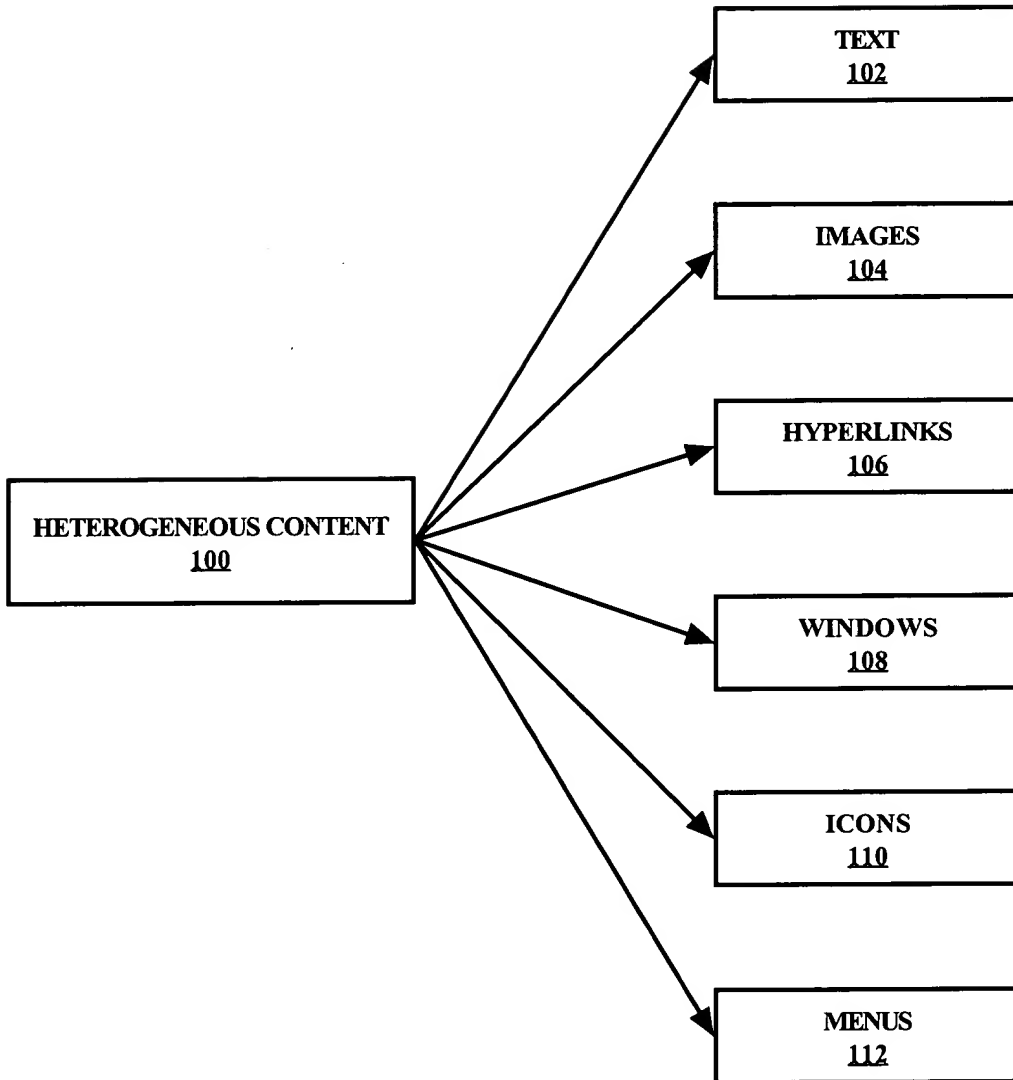 TEXT
102
IMAGES
104
HYPERLINKS
106
HETEROGENEOUS CONTENT
100
WINDOWS
108
ICONS
110
MENUS
112